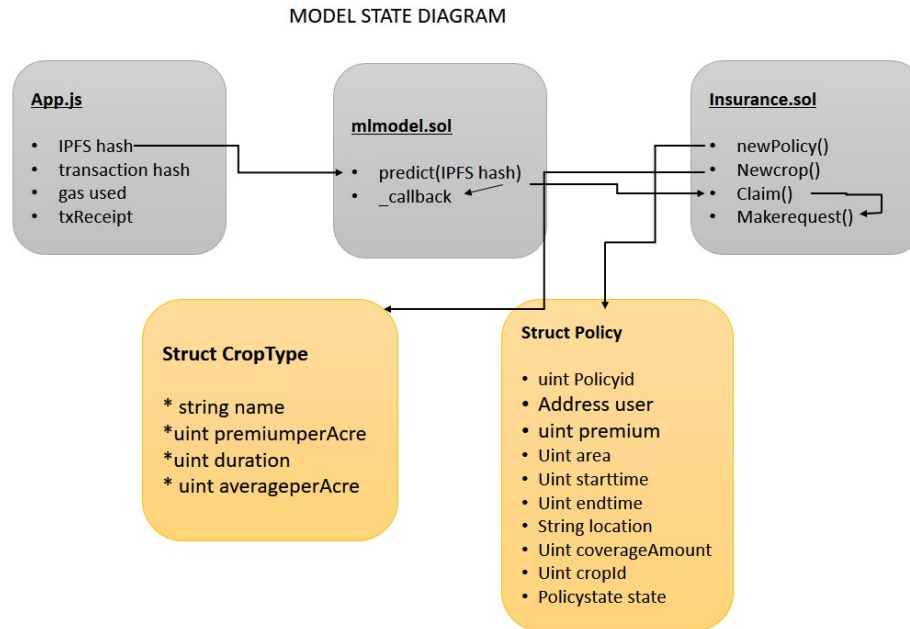 MODEL STATE DIAGRAM
App.js
• IPFS hash
• transaction hash
• gas used
• txReceipt
mlmodel.sol
• predict(IPFS hash)
• _callback
Insurance.sol
• newPolicy()
• Newcrop()
• Claim()
• Makerequest()
Struct CropType
* string name
*uint premiumperAcre
*uint duration
* uint averageperAcre
Struct Policy
• uint Policyid
• Address user
• uint premium
• Uint area
• Uint starttime
• Uint endtime
• String location
• Uint coverageAmount
• Uint cropId
• Policystate state